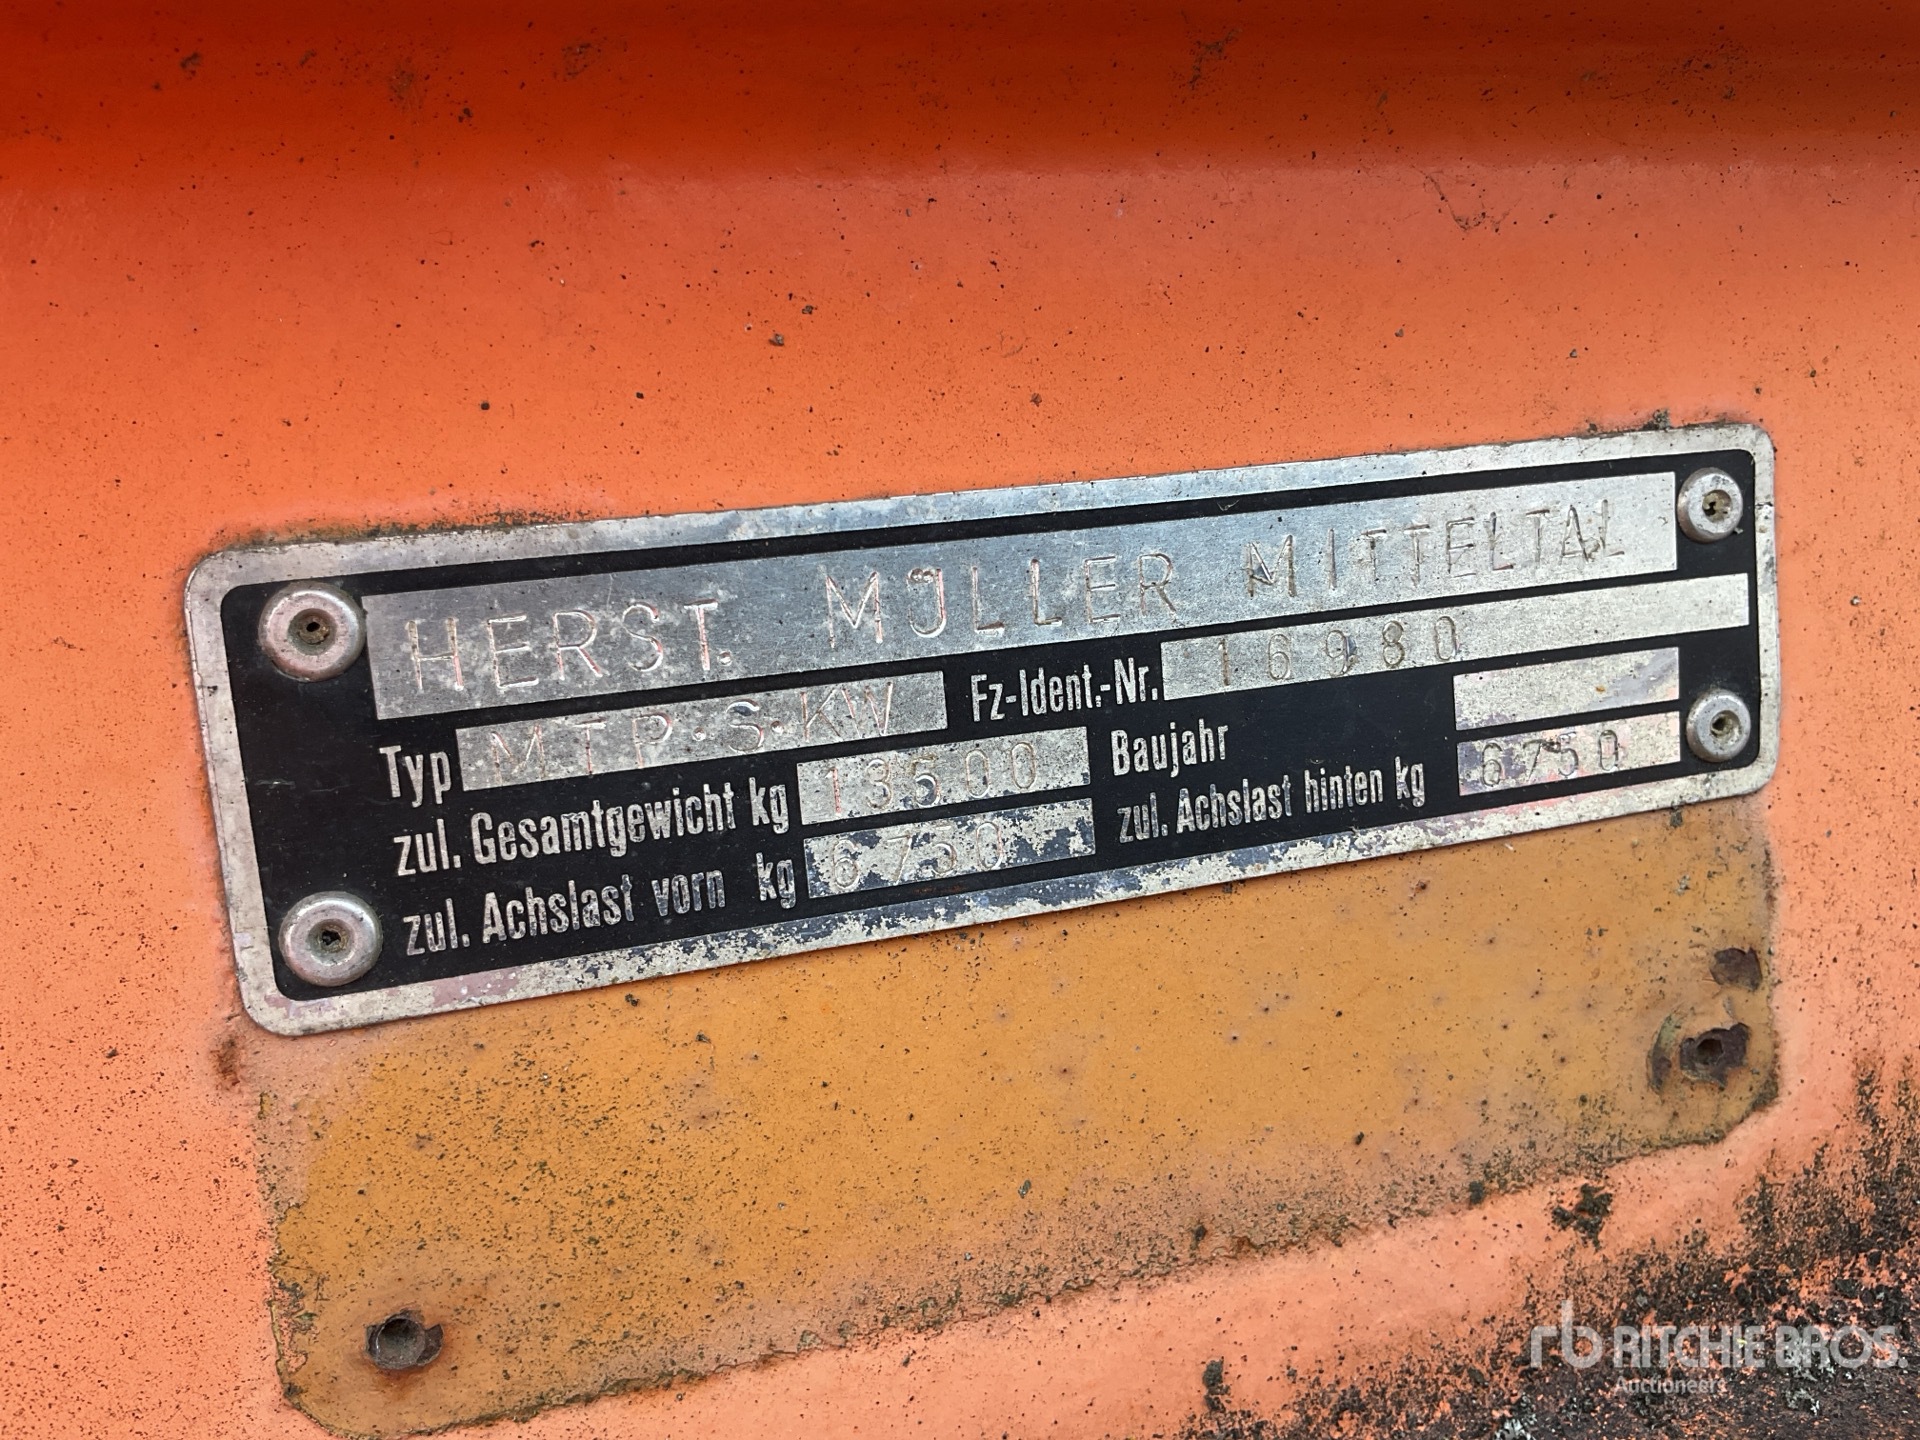 HERST. MÜLLER MITTELTAL
Typ MTP·S·KW Fz-Ident.-Nr. 16980
zul. Gesamtgewicht kg 13500 Baujahr
zul. Achslast vorn kg 6750 zul. Achslast hinten kg 6750
rb RITCHIE BROS.
Auctioneers